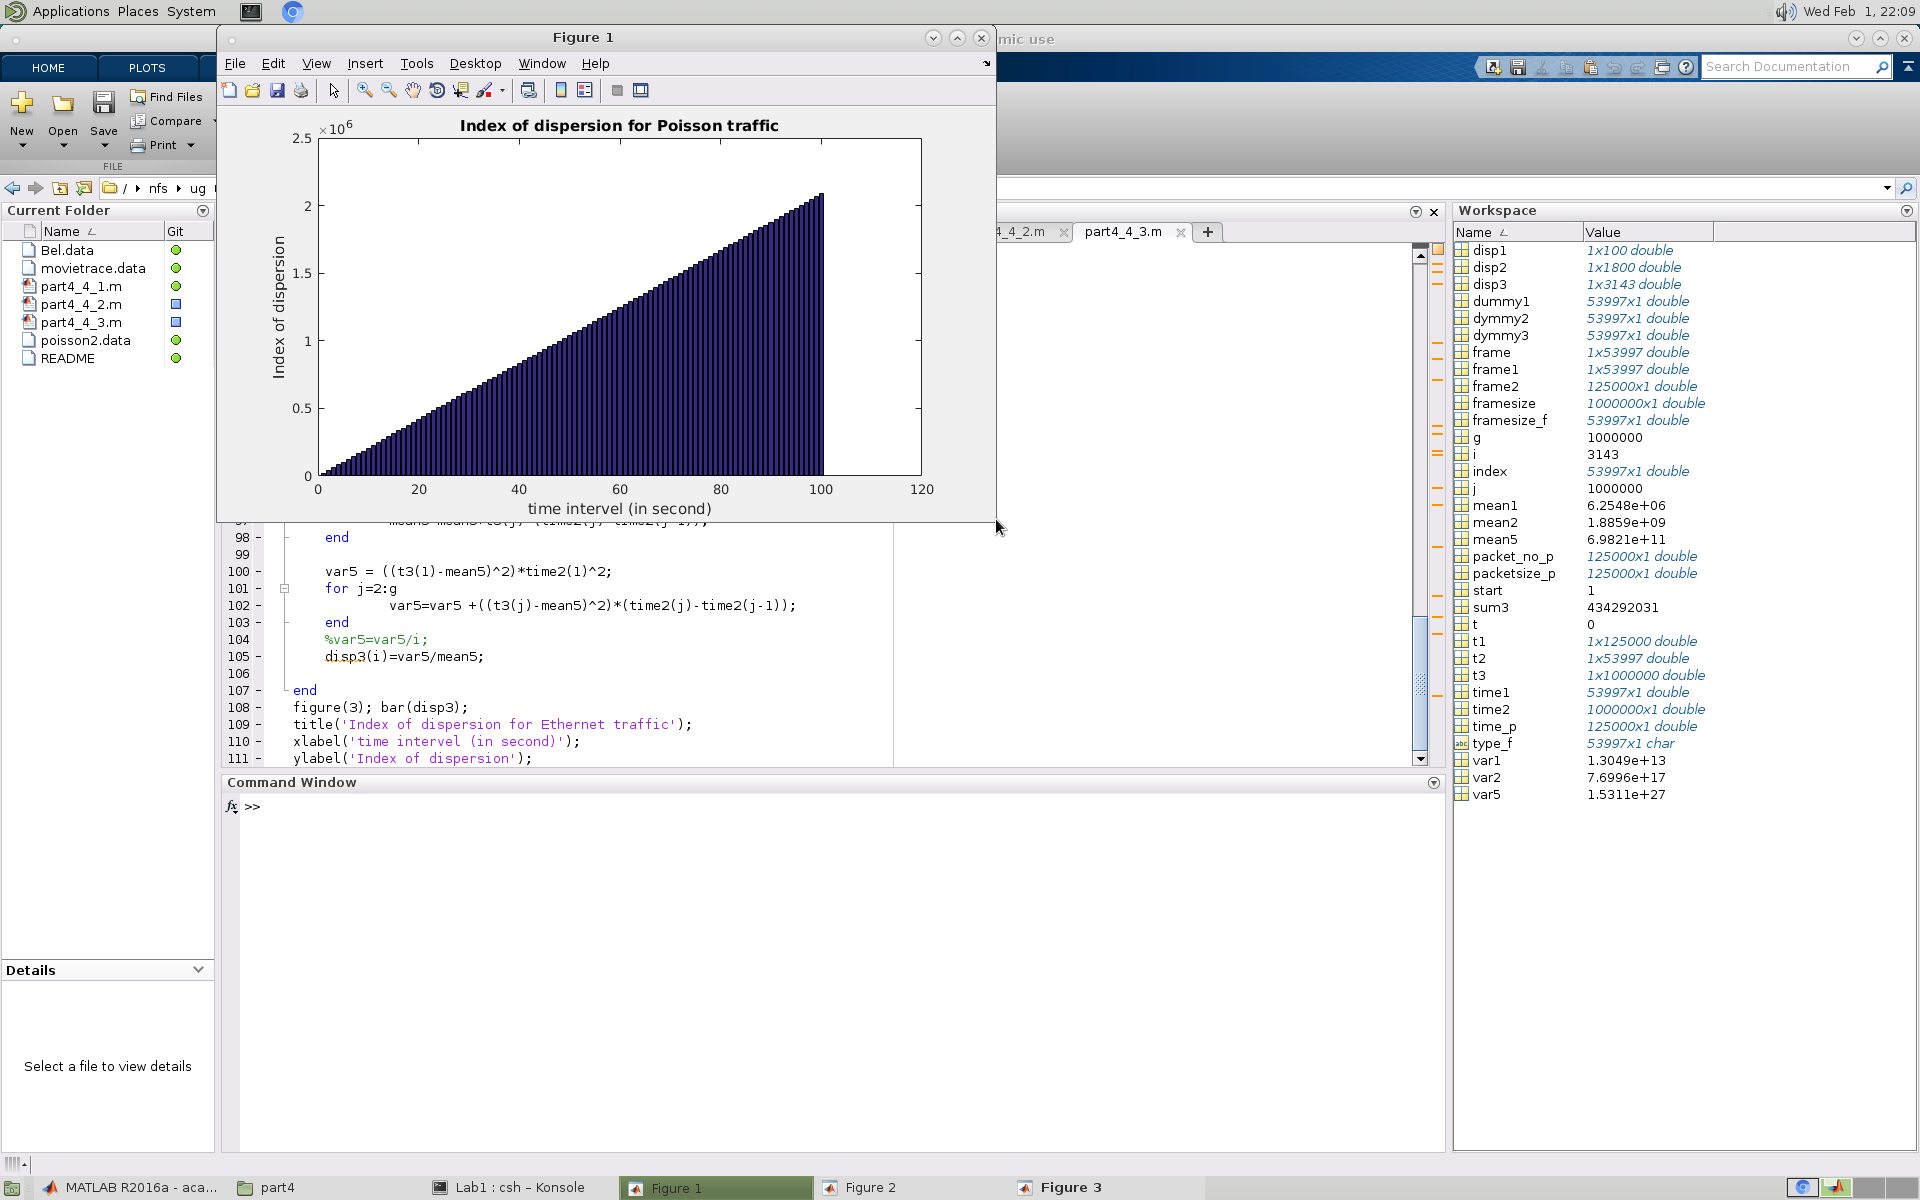 Applications Places System
Wed Feb 1, 22:09
Figure 1
mic use
File Edit View Insert Tools Desktop Window Help
HOME PLOTS
Search Documentation
New Open Save
Find Files
Compare
Print
FILE
/ nfs ug
Index of dispersion for Poisson traffic
×10^6
2.5
2
1.5
1
0.5
0
0 20 40 60 80 100 120
Index of dispersion
time intervel (in second)
Current Folder
Name Git
Bel.data
movietrace.data
part4_4_1.m
part4_4_2.m
part4_4_3.m
poisson2.data
README
Details
Select a file to view details
4_4_2.m part4_4_3.m
98 end
99
100 var5 = ((t3(1)-mean5)^2)*time2(1)^2;
101 for j=2:g
102 var5=var5 +((t3(j)-mean5)^2)*(time2(j)-time2(j-1));
103 end
104 %var5=var5/i;
105 disp3(i)=var5/mean5;
106
107 end
108 figure(3); bar(disp3);
109 title('Index of dispersion for Ethernet traffic');
110 xlabel('time intervel (in second)');
111 ylabel('Index of dispersion');
Command Window
fx >>
Workspace
Name Value
disp1 1x100 double
disp2 1x1800 double
disp3 1x3143 double
dummy1 53997x1 double
dymmy2 53997x1 double
dymmy3 53997x1 double
frame 1x53997 double
frame1 1x53997 double
frame2 125000x1 double
framesize 1000000x1 double
framesize_f 53997x1 double
g 1000000
i 3143
index 53997x1 double
j 1000000
mean1 6.2548e+06
mean2 1.8859e+09
mean5 6.9821e+11
packet_no_p 125000x1 double
packetsize_p 125000x1 double
start 1
sum3 434292031
t 0
t1 1x125000 double
t2 1x53997 double
t3 1x1000000 double
time1 53997x1 double
time2 1000000x1 double
time_p 125000x1 double
abc type_f 53997x1 char
var1 1.3049e+13
var2 7.6996e+17
var5 1.5311e+27
MATLAB R2016a - aca... part4 Lab1 : csh – Konsole Figure 1 Figure 2 Figure 3